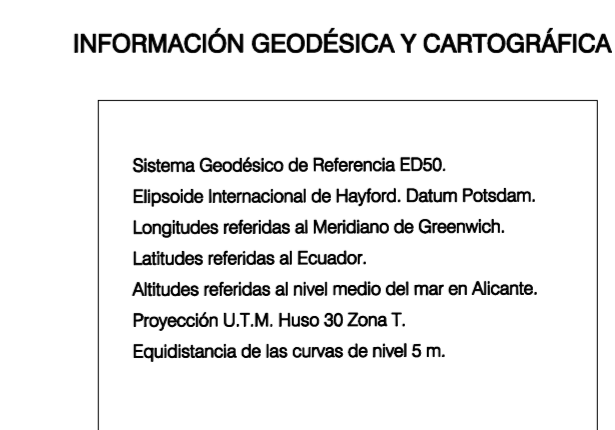 INFORMACIÓN GEODÉSICA Y CARTOGRÁFICA
Sistema Geodésico de Referencia ED50.
Elipsoide Internacional de Hayford. Datum Potsdam.
Longitudes referidas al Meridiano de Greenwich.
Latitudes referidas al Ecuador.
Altitudes referidas al nivel medio del mar en Alicante.
Proyección U.T.M. Huso 30 Zona T.
Equidistancia de las curvas de nivel 5 m.